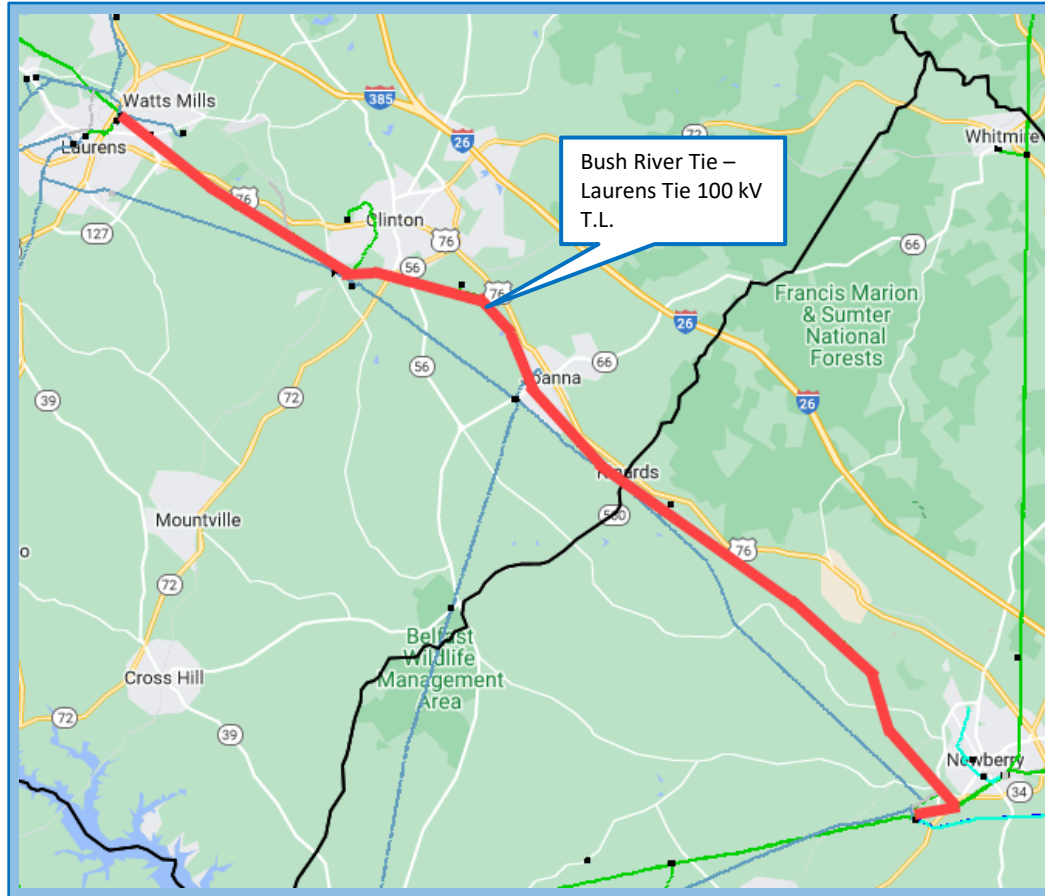 Watts Mills
385
26
72
Whitmire
Laurens
Bush River Tie –
Laurens Tie 100 kV
T.L.
76
127
Clinton
76
66
56
76
Francis Marion
& Sumter
National
Forests
26
66
56
oanna
39
72
26
Mountville
560
76
72
Belfast
Wildlife
Management
Area
Cross Hill
72
39
Newberry
34